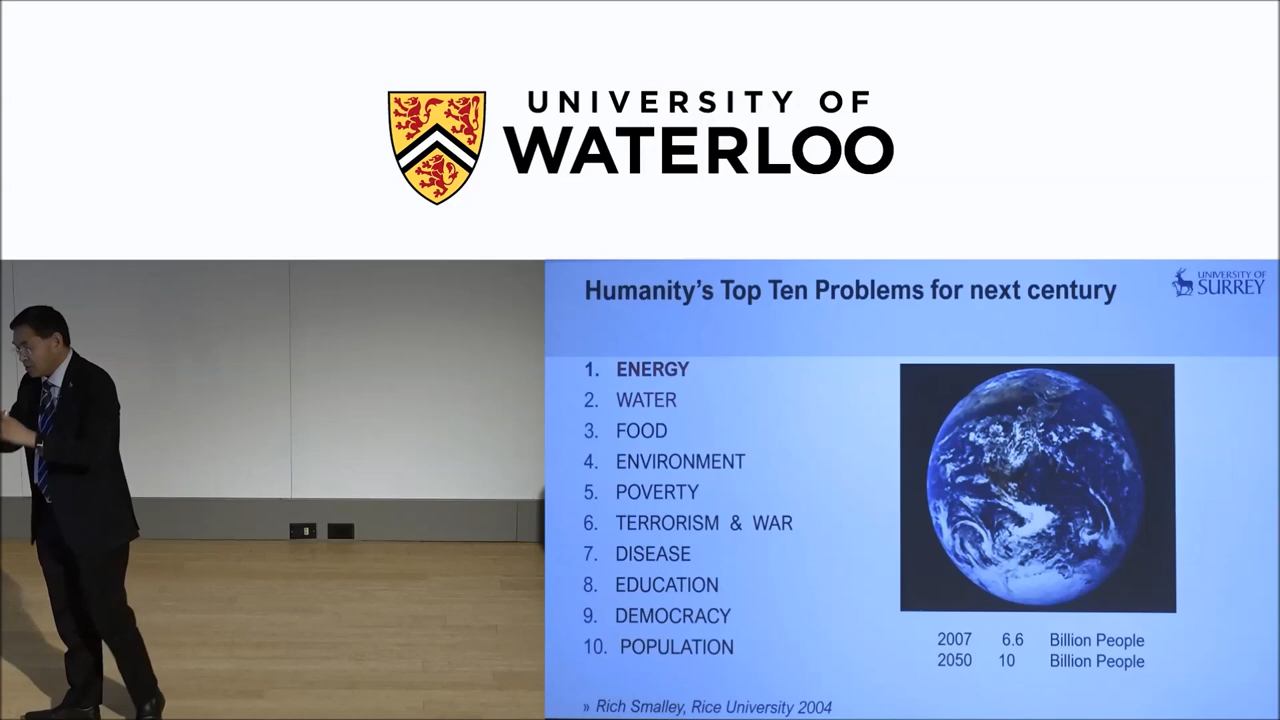 UNIVERSITY OF
WATERLOO
Humanity's Top Ten Problems for next century
UNIVERSITY OF
SURREY
1. ENERGY
2. WATER
3. FOOD
4. ENVIRONMENT
5. POVERTY
6. TERRORISM & WAR
7. DISEASE
8. EDUCATION
9. DEMOCRACY
10. POPULATION
2007 6.6 Billion People
2050 10 Billion People
» Rich Smalley, Rice University 2004